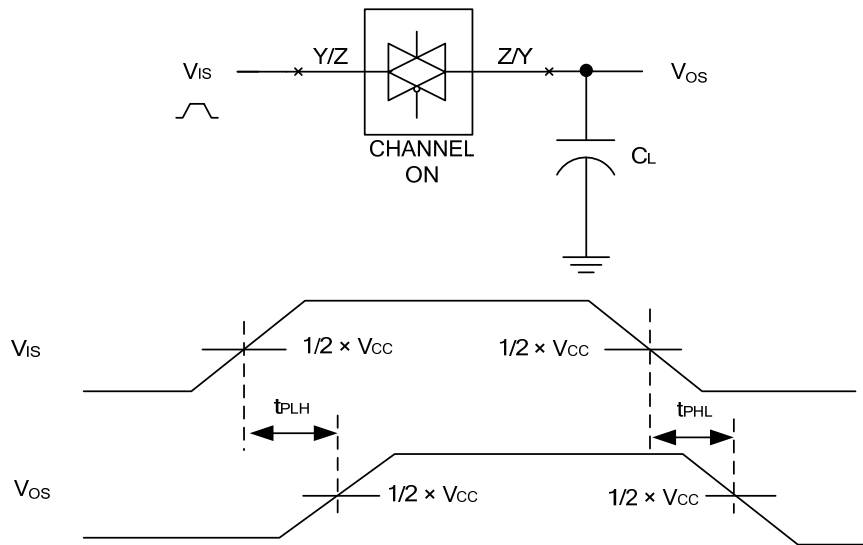 VIS Y/Z Z/Y VOS
CHANNEL
ON
CL
VIS 1/2 × VCC 1/2 × VCC
tPLH tPHL
VOS 1/2 × VCC 1/2 × VCC